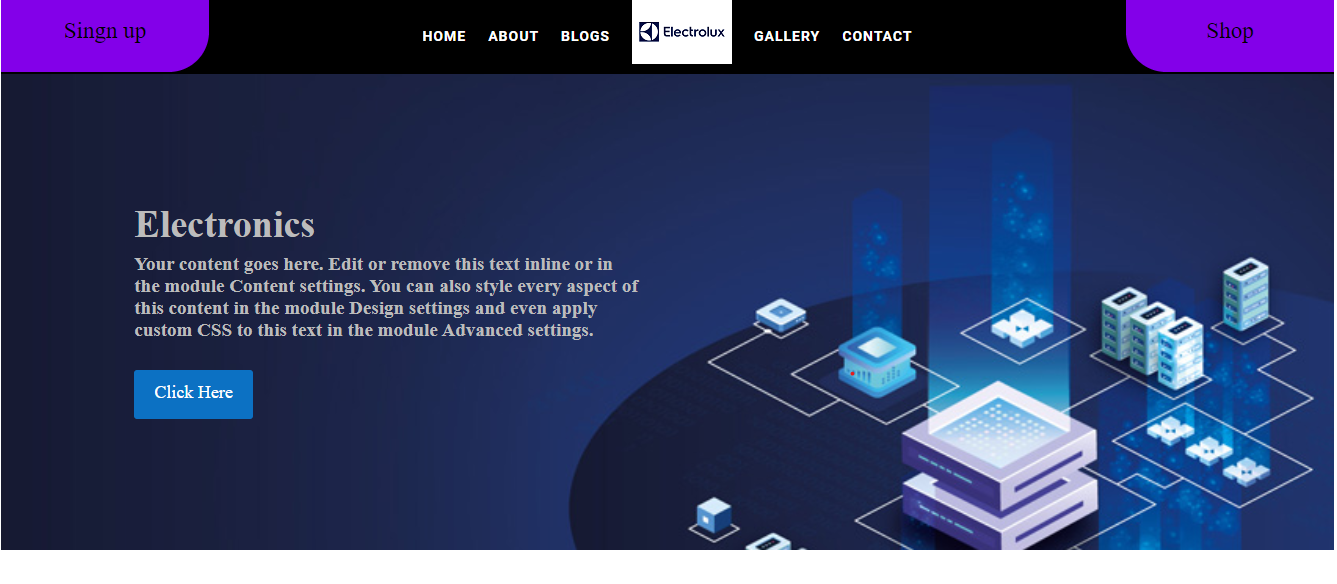 Singn up
HOME
ABOUT
BLOGS
Electrolux
GALLERY
CONTACT
Shop
Electronics
Your content goes here. Edit or remove this text inline or in
the module Content settings. You can also style every aspect of
this content in the module Design settings and even apply
custom CSS to this text in the module Advanced settings.
Click Here